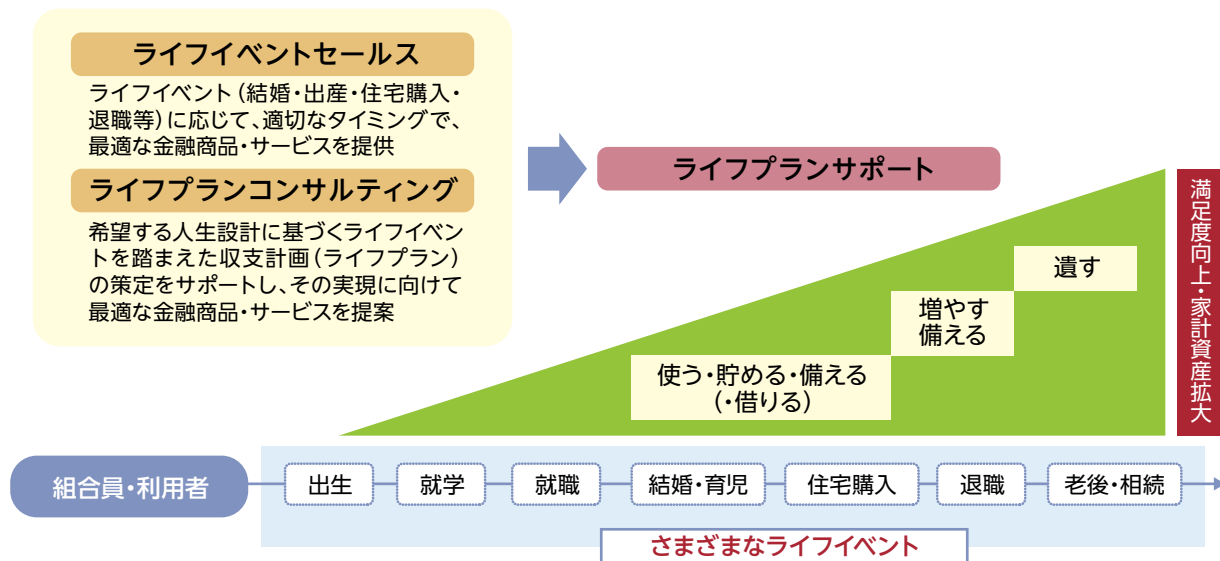 ライフイベントセールス
ライフイベント（結婚・出産・住宅購入・
退職等）に応じて、適切なタイミングで、
最適な金融商品・サービスを提供
ライフプランコンサルティング
希望する人生設計に基づくライフイベン
トを踏まえた収支計画（ライフプラン）
の策定をサポートし、その実現に向けて
最適な金融商品・サービスを提案
ライフプランサポート
遺す
増やす
備える
使う・貯める・備える
（・借りる）
満足度向上・家計資産拡大
組合員・利用者
出生
就学
就職
結婚・育児
住宅購入
退職
老後・相続
さまざまなライフイベント